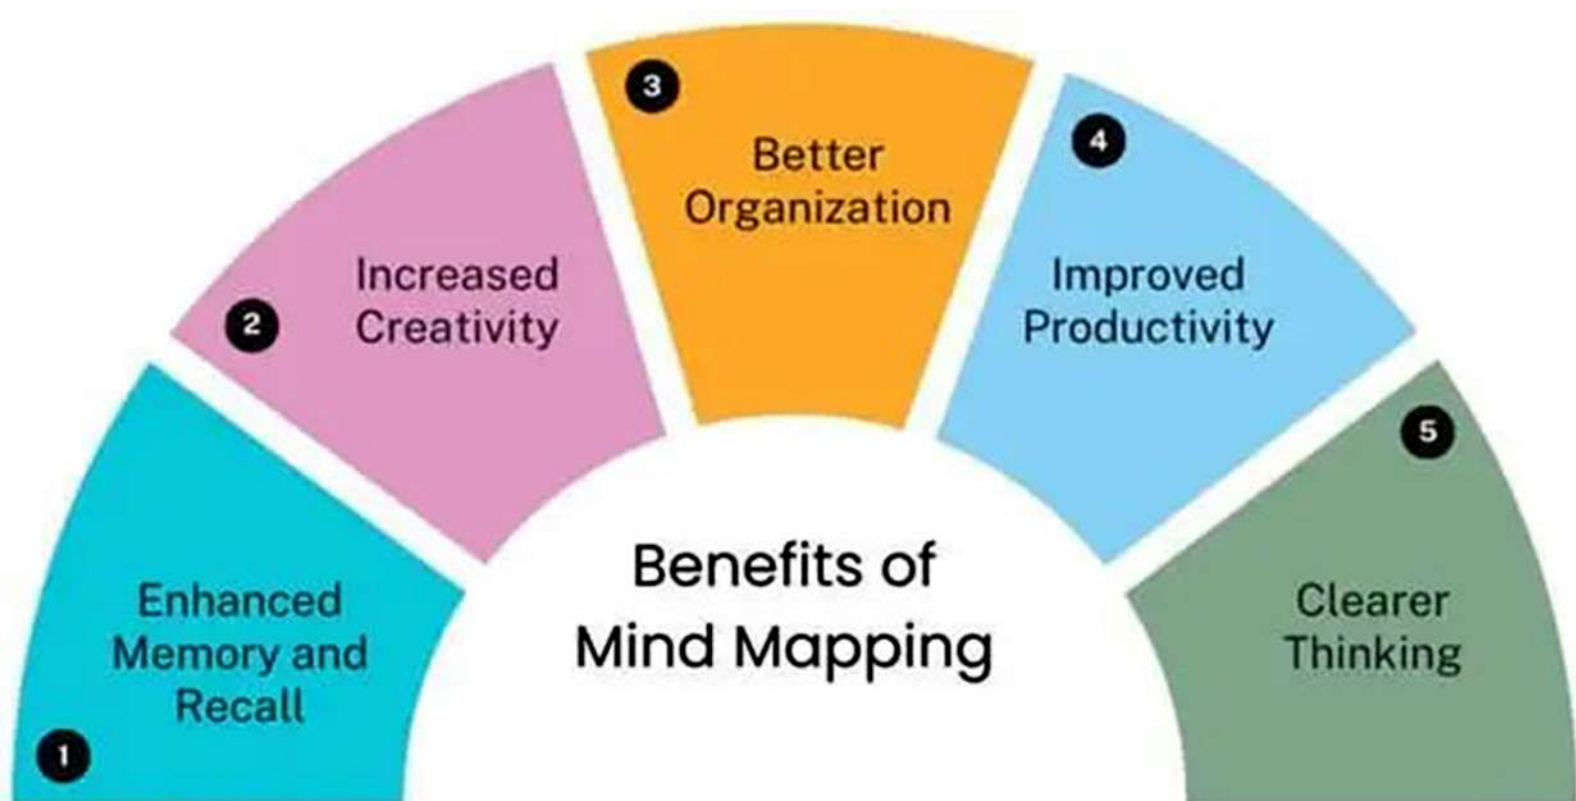 1
Enhanced
Memory and
Recall
2
Increased
Creativity
3
Better
Organization
4
Improved
Productivity
5
Clearer
Thinking
Benefits of
Mind Mapping